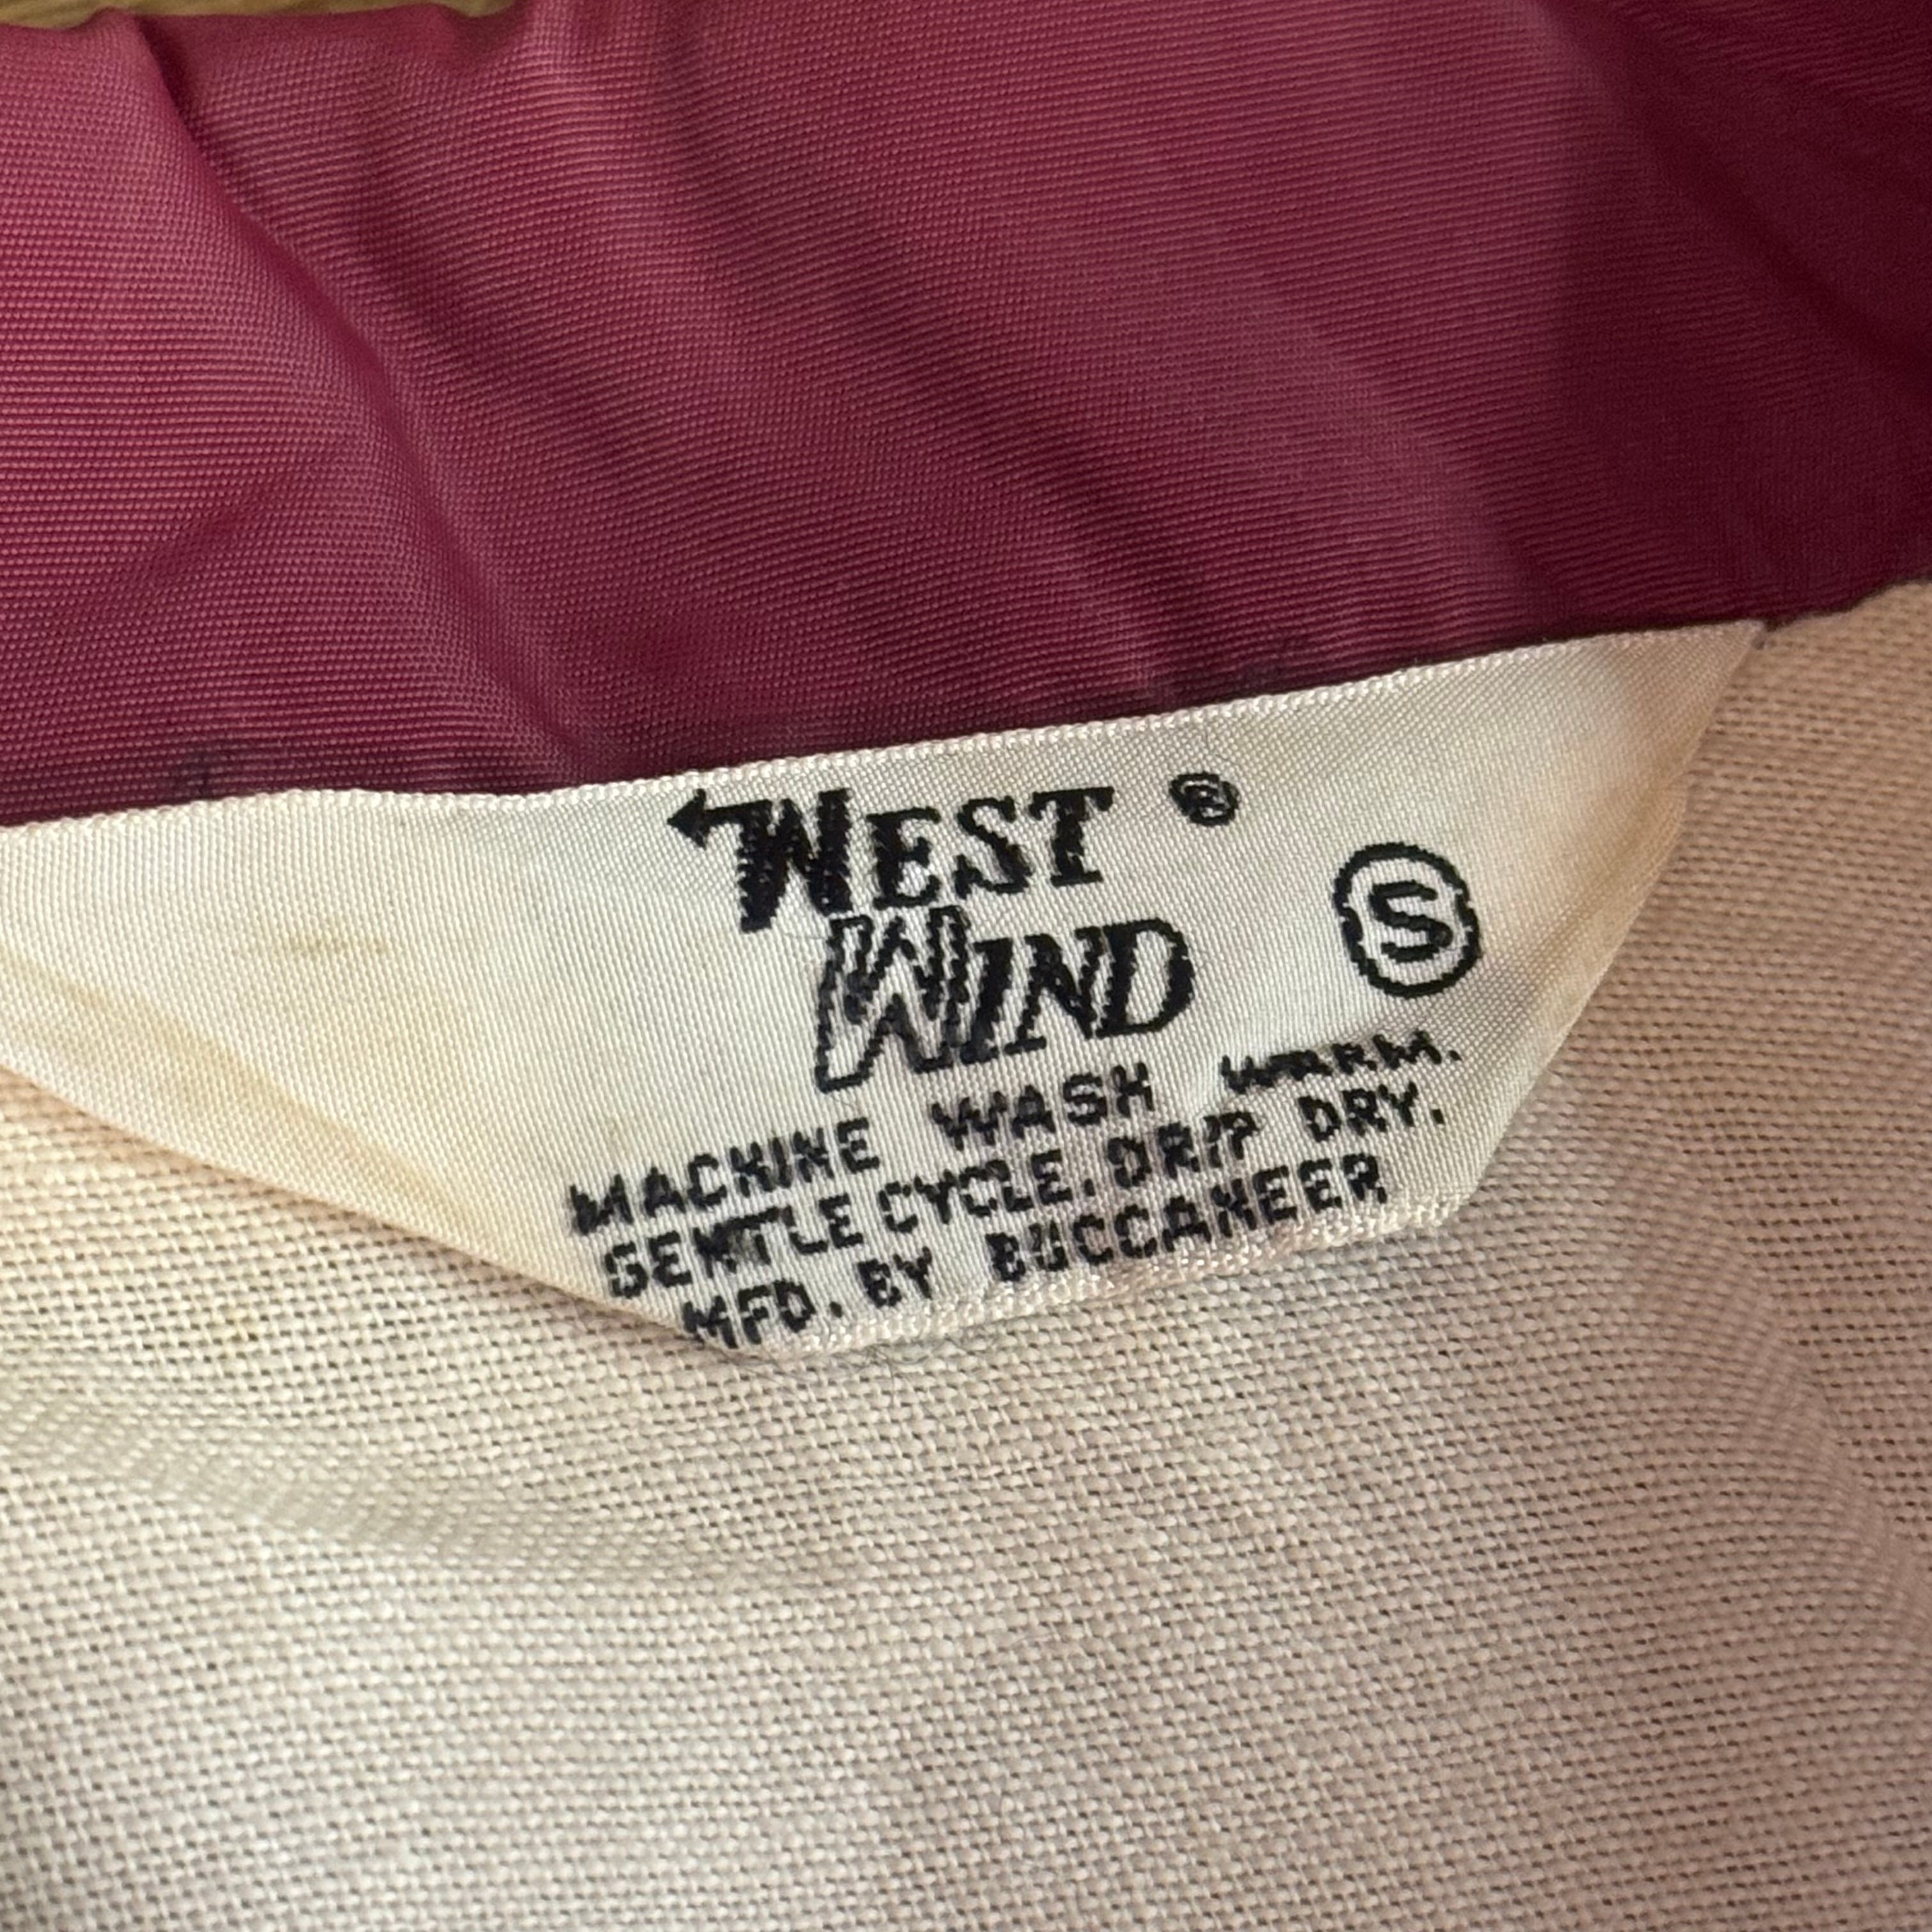 WEST ®
WIND
S
MACHINE WASH WARM.
GENTLE CYCLE. DRIP DRY.
MFD. BY BUCCANEER